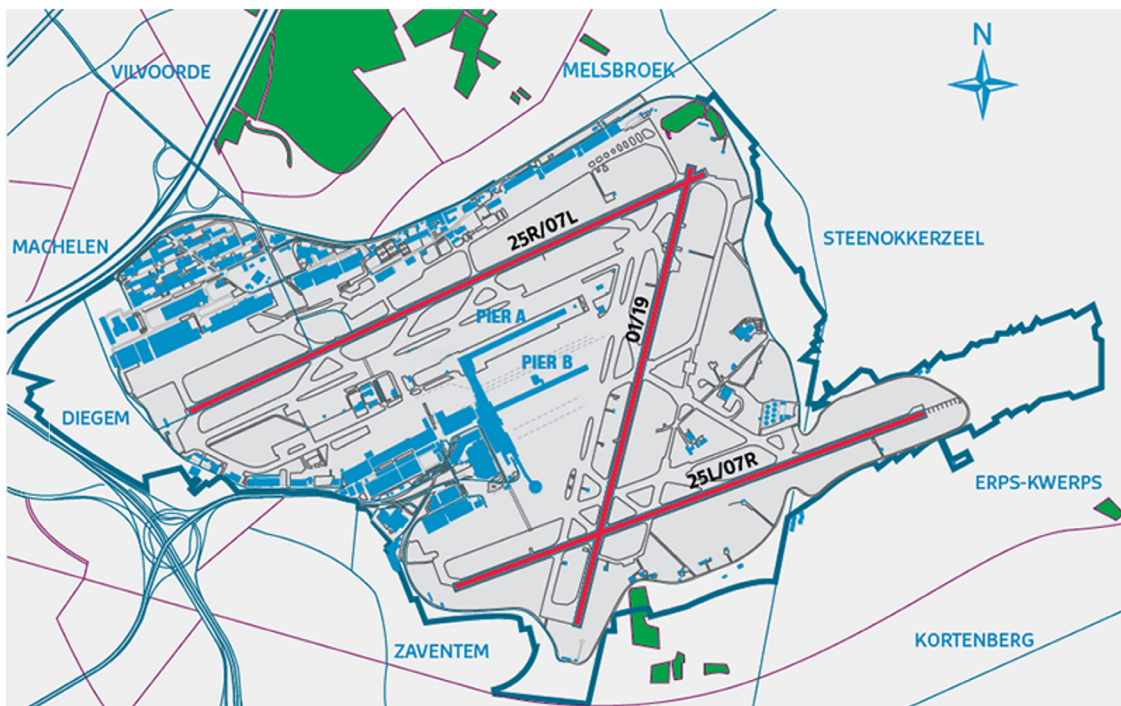 N
VILVOORDE
MELSBROEK
MACHELEN
25R/07L
STEENOKKERZEEL
PIER A
01/19
PIER B
DIEGEM
25L/07R
ERPS-KWERPS
ZAVENTEM
KORTENBERG